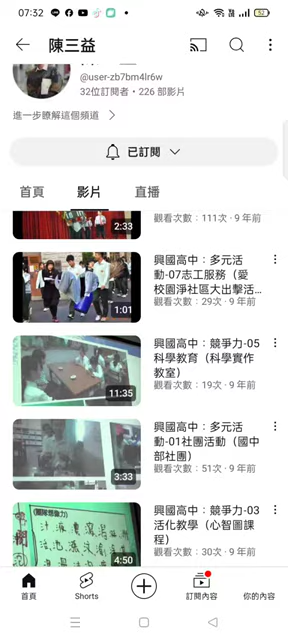 07:32
52
陳三益
@user-zb7bm4lr6w
32位訂閱者・226 部影片
進一步瞭解這個頻道
已訂閱
首頁 影片 直播
2:33
觀看次數：111次・9 年前
興國高中：多元活
動-07志工服務（愛
校園淨社區大出擊活...
觀看次數：29次・9 年前
1:01
興國高中：競爭力-05
科學教育（科學實作
教室）
觀看次數：19次・9 年前
11:35
興國高中：多元活
動-01社團活動（國中
部社團）
觀看次數：51次・9 年前
3:33
興國高中：競爭力-03
活化教學（心智圖課
程）
觀看次數：30次・9 年前
4:50
首頁 Shorts 訂閱內容 你的內容